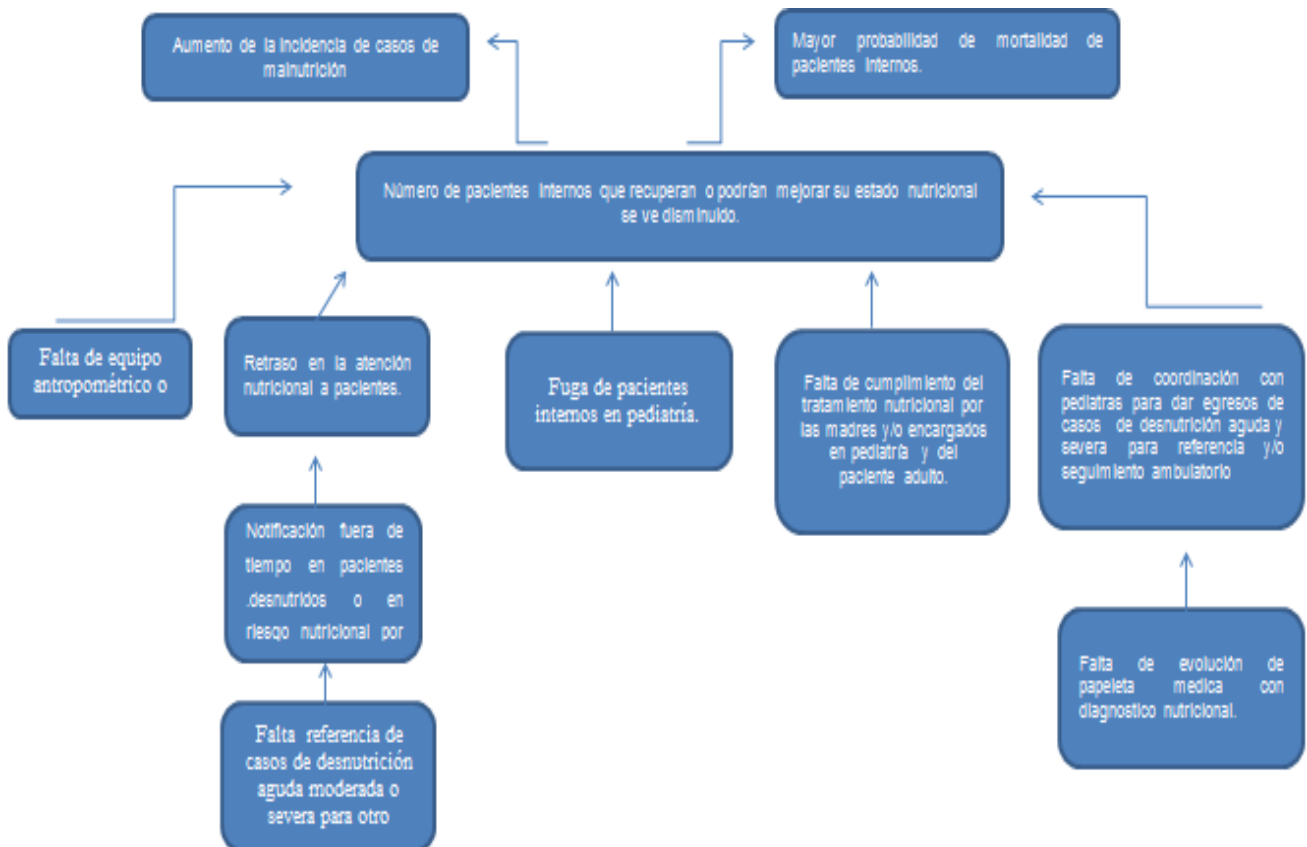 Aumento de la incidencia de casos de
malnutrición
Mayor probabilidad de mortalidad de
pacientes internos.
Número de pacientes internos que recuperan o podrían mejorar su estado nutricional
se ve disminuido.
Falta de equipo
antropométrico o
Retraso en la atención
nutricional a pacientes.
Fuga de pacientes
internos en pediatría.
Falta de cumplimiento del
tratamiento nutricional por
las madres y/o encargados
en pediatría y del
paciente adulto.
Falta de coordinación con
pediatras para dar egresos de
casos de desnutrición aguda y
severa para referencia y/o
seguimiento ambulatorio
Notificación fuera de
tiempo en pacientes
.desnutridos o en
riesgo nutricional por
Falta de evolución de
papeleta medica con
diagnostico nutricional.
Falta referencia de
casos de desnutrición
aguda moderada o
severa para otro